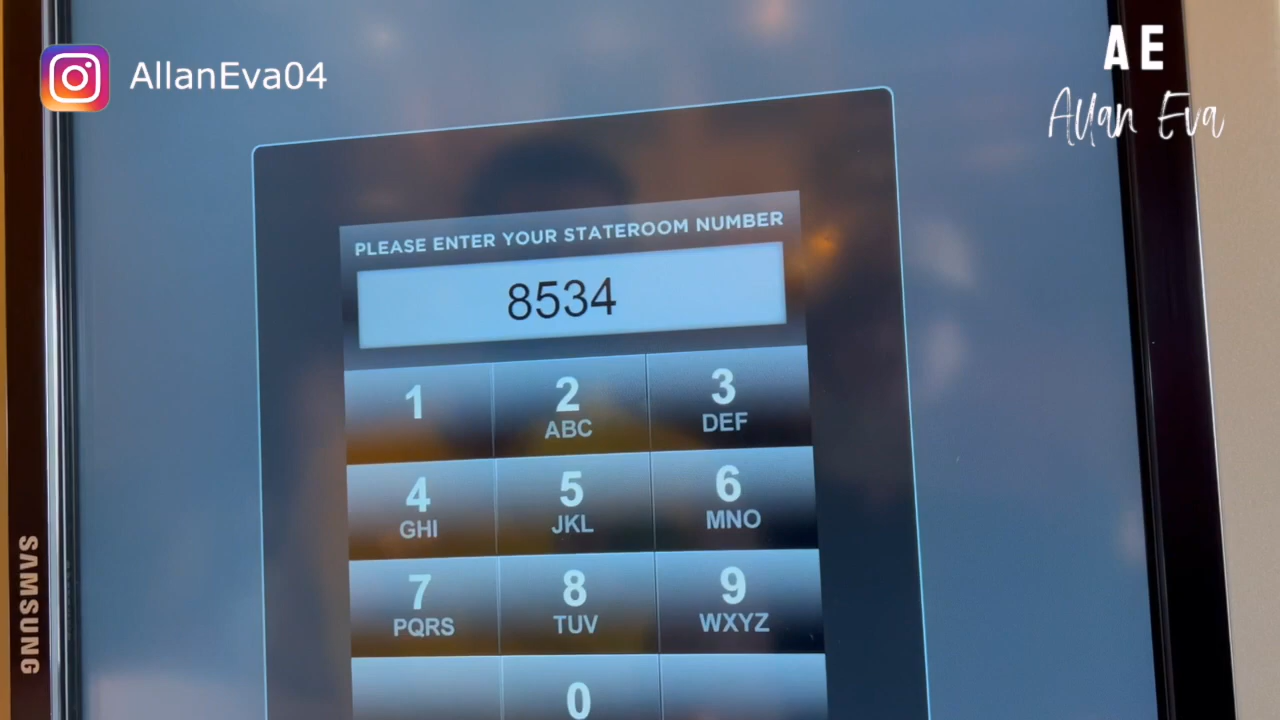 AllanEva04
AE
Allan Eva
PLEASE ENTER YOUR STATEROOM NUMBER
8534
1
2
ABC
3
DEF
4
GHI
5
JKL
6
MNO
7
PQRS
8
TUV
9
WXYZ
0
SAMSUNG